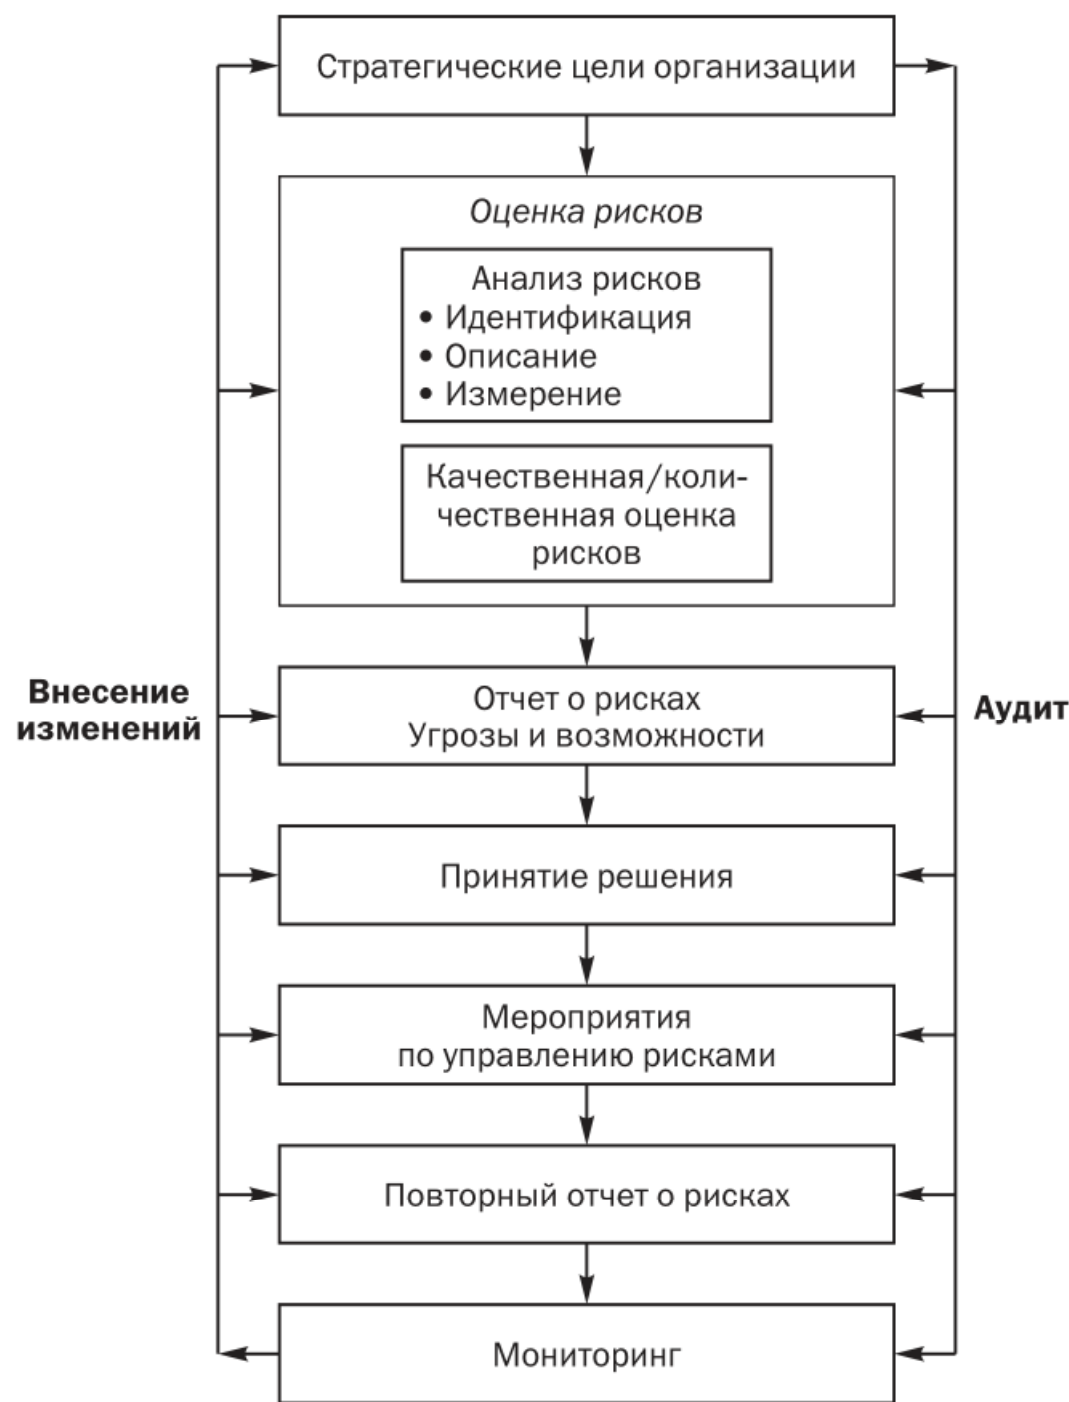 Стратегические цели организации
Оценка рисков
Анализ рисков
• Идентификация
• Описание
• Измерение
Качественная/коли-
чественная оценка
рисков
Внесение
изменений
Отчет о рисках
Угрозы и возможности
Аудит
Принятие решения
Мероприятия
по управлению рисками
Повторный отчет о рисках
Мониторинг